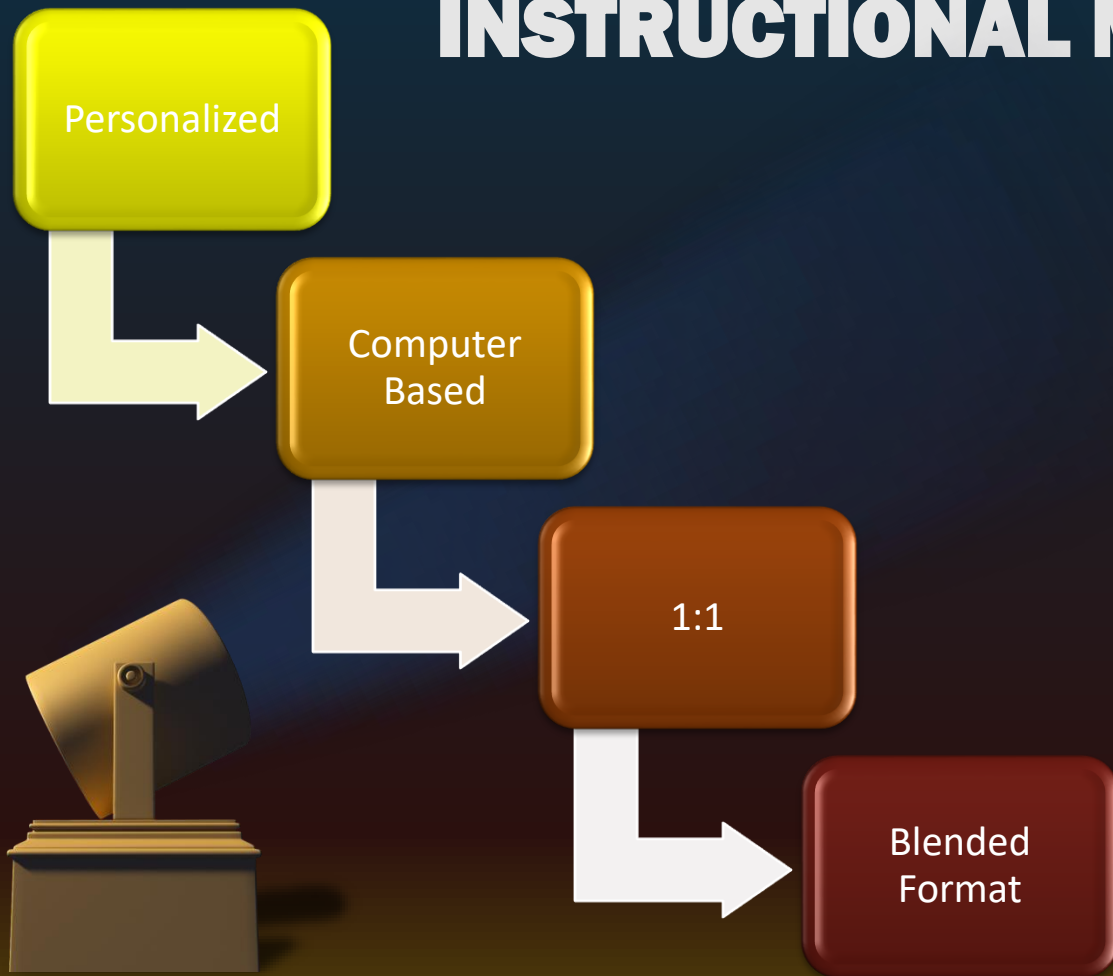 INSTRUCTIONAL
Personalized
Computer
Based
1:1
Blended
Format